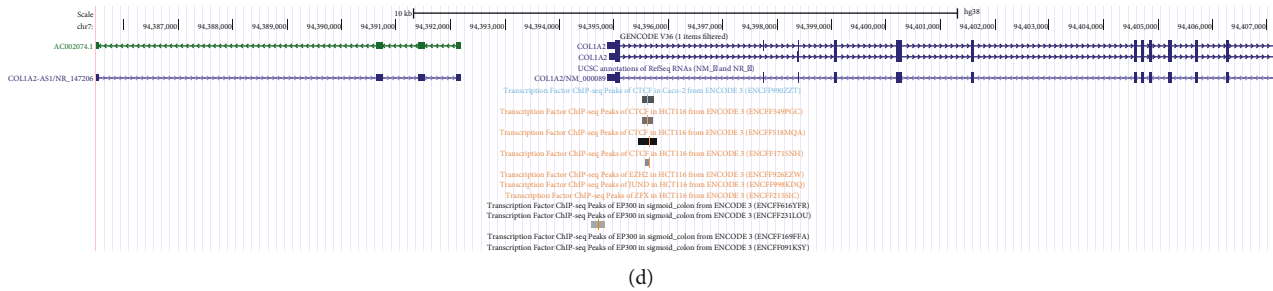 Scale 10 kb hg38
chr7: 94,387,000 94,388,000 94,389,000 94,390,000 94,391,000 94,392,000 94,393,000 94,394,000 94,395,000 94,396,000 94,397,000 94,398,000 94,399,000 94,400,000 94,401,000 94,402,000 94,403,000 94,404,000 94,405,000 94,406,000 94,407,000
GENCODE V36 (1 items filtered)
AC002074.1 COL1A2
COL1A2
UCSC annotations of RefSeq RNAs (NM_ and NR_)
COL1A2-AS1/NR_147206 COL1A2/NM_000089
Transcription Factor ChIP-seq Peaks of CTCF in Caco-2 from ENCODE 3 (ENCFF990ZZT)
Transcription Factor ChIP-seq Peaks of CTCF in HCT116 from ENCODE 3 (ENCFF549PGC)
Transcription Factor ChIP-seq Peaks of CTCF in HCT116 from ENCODE 3 (ENCFF518MQA)
Transcription Factor ChIP-seq Peaks of CTCF in HCT116 from ENCODE 3 (ENCFF171SNH)
Transcription Factor ChIP-seq Peaks of EZH2 in HCT116 from ENCODE 3 (ENCFF926EZW)
Transcription Factor ChIP-seq Peaks of JUND in HCT116 from ENCODE 3 (ENCFF998KDQ)
Transcription Factor ChIP-seq Peaks of ZFX in HCT116 from ENCODE 3 (ENCFF215SIC)
Transcription Factor ChIP-seq Peaks of EP300 in sigmoid_colon from ENCODE 3 (ENCFF616YFR)
Transcription Factor ChIP-seq Peaks of EP300 in sigmoid_colon from ENCODE 3 (ENCFF231LOU)
Transcription Factor ChIP-seq Peaks of EP300 in sigmoid_colon from ENCODE 3 (ENCFF169FFA)
Transcription Factor ChIP-seq Peaks of EP300 in sigmoid_colon from ENCODE 3 (ENCFF091KSY)
(d)